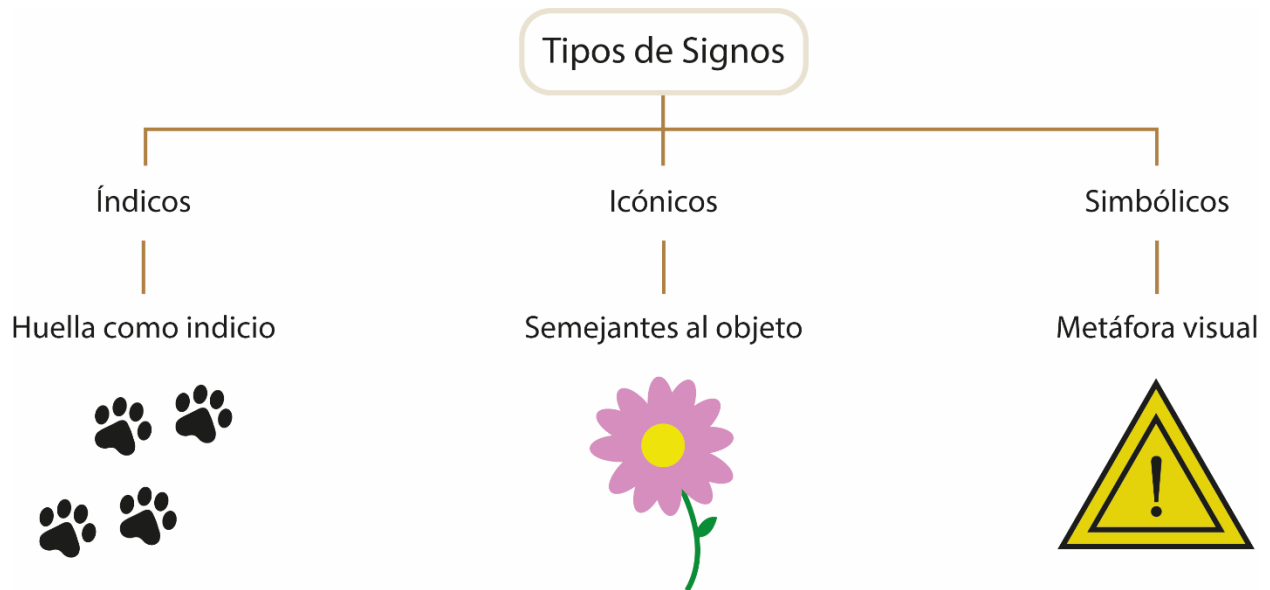 Tipos de Signos
Índicos
Icónicos
Simbólicos
Huella como indicio
Semejantes al objeto
Metáfora visual
!